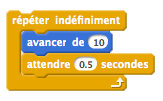 répéter indéfiniment
avancer de 10
attendre 0.5 secondes